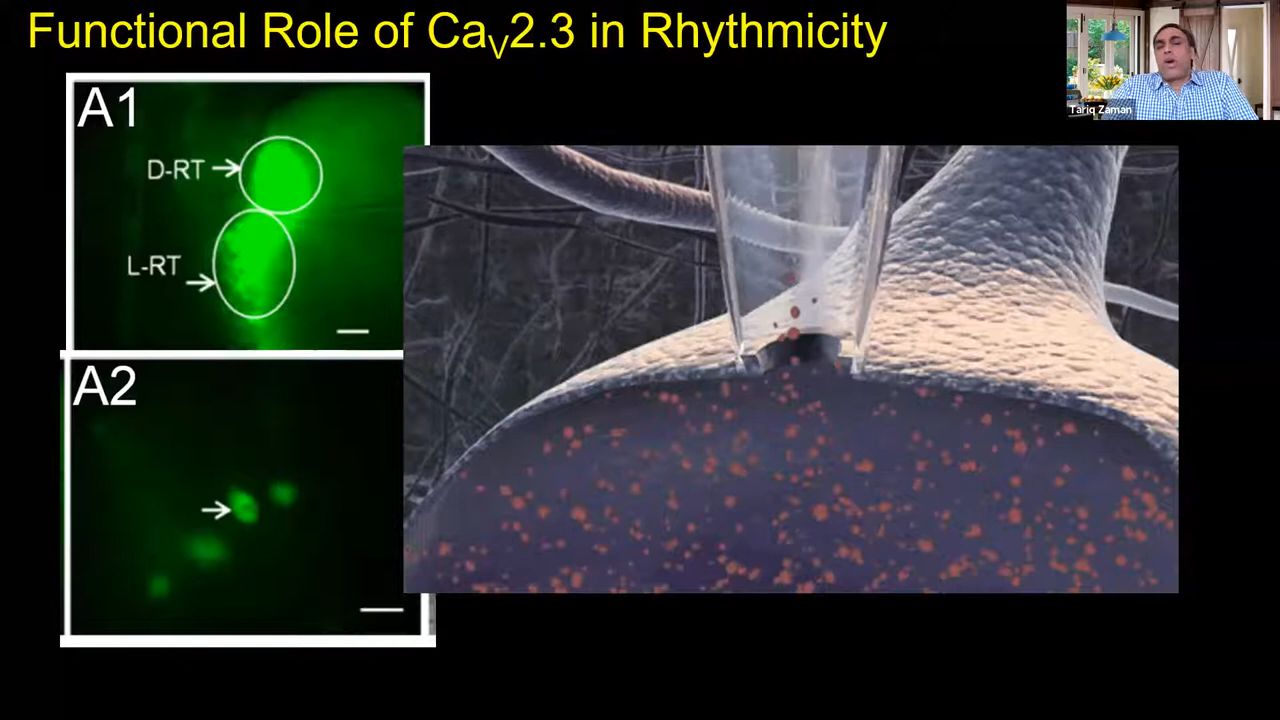 Functional Role of CaV2.3 in Rhythmicity
Tariq Zaman
A1
D-RT
L-RT
A2